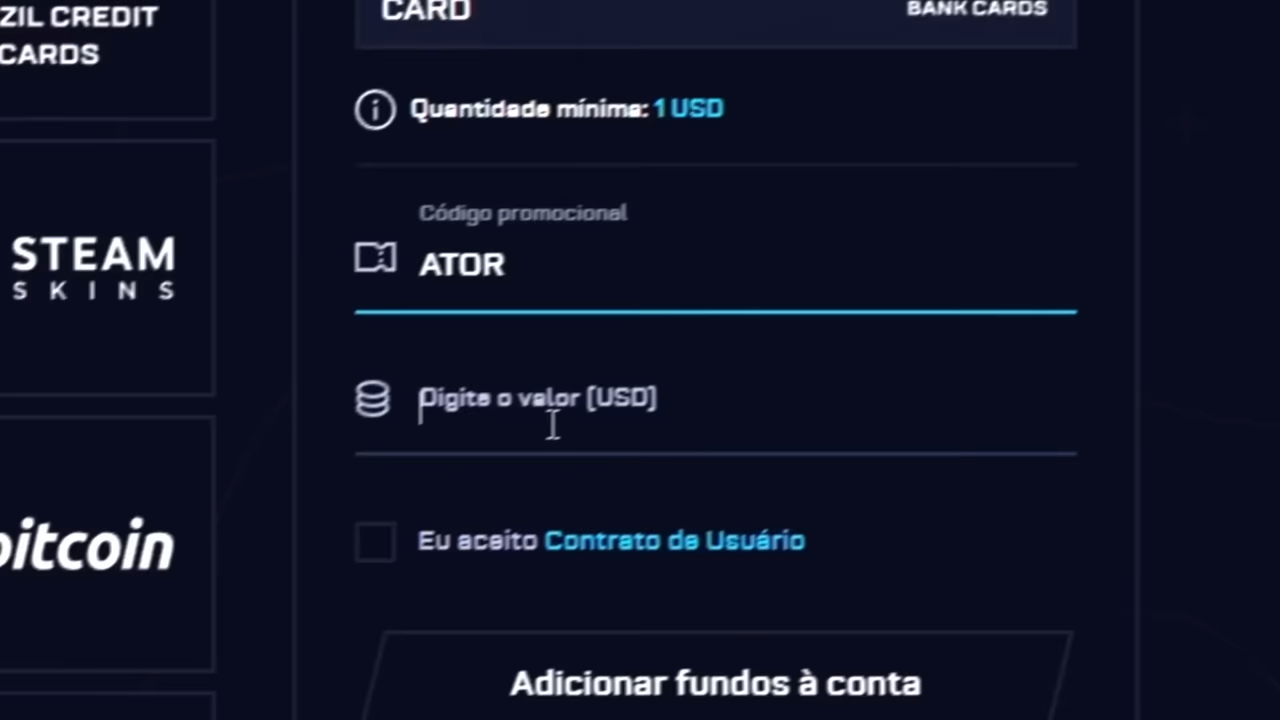 ZIL CREDIT
CARDS
STEAM
SKINS
bitcoin
CARD
BANK CARDS
Quantidade mínima: 1 USD
Código promocional
ATOR
Digite o valor (USD)
Eu aceito Contrato de Usuário
Adicionar fundos à conta